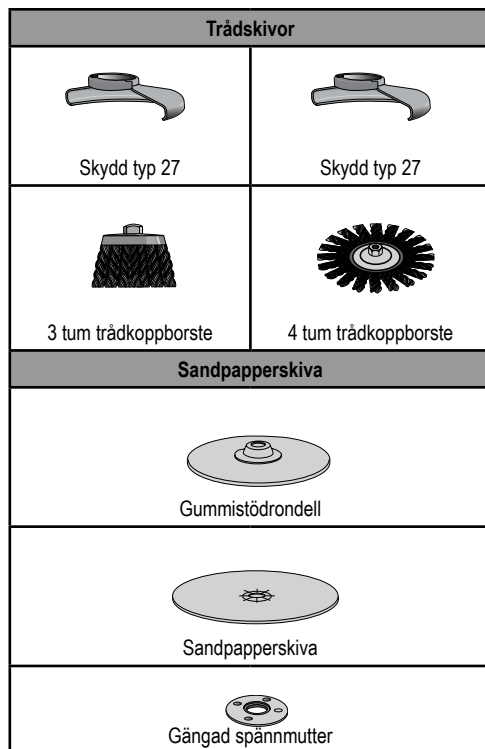 Trådskivor
Skydd typ 27
Skydd typ 27
3 tum trådkoppborste
4 tum trådkoppborste
Sandpapperskiva
Gummistödrondell
Sandpapperskiva
Gängad spännmutter